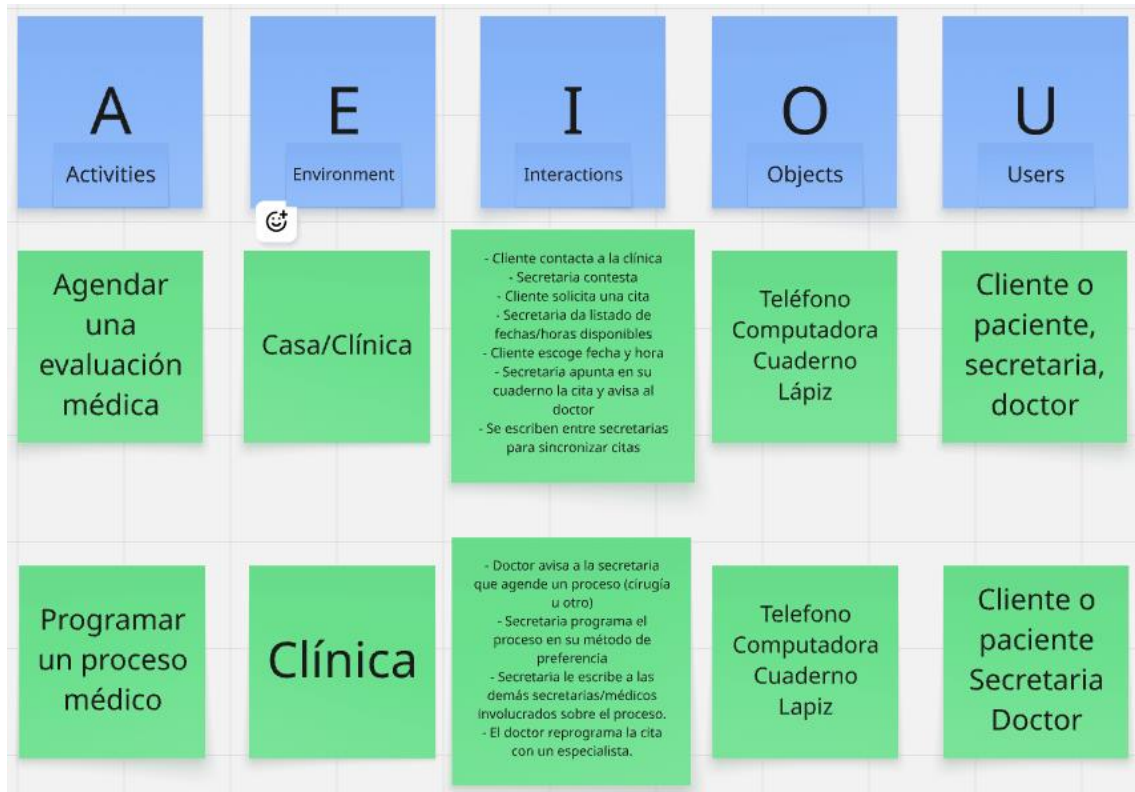 A
Activities
E
Environment
I
Interactions
O
Objects
U
Users
Agendar
una
evaluación
médica
Casa/Clínica
- Cliente contacta a la clínica
- Secretaria contesta
- Cliente solicita una cita
- Secretaria da listado de
fechas/horas disponibles
- Cliente escoge fecha y hora
- Secretaria apunta en su
cuaderno la cita y avisa al
doctor
- Se escriben entre secretarias
para sincronizar citas
Teléfono
Computadora
Cuaderno
Lápiz
Cliente o
paciente,
secretaria,
doctor
Programar
un proceso
médico
Clínica
- Doctor avisa a la secretaria
que agende un proceso (cirugía
u otro)
- Secretaria programa el
proceso en su método de
preferencia
- Secretaria le escribe a las
demás secretarias/médicos
involucrados sobre el proceso.
- El doctor reprograma la cita
con un especialista.
Telefono
Computadora
Cuaderno
Lapiz
Cliente o
paciente
Secretaria
Doctor